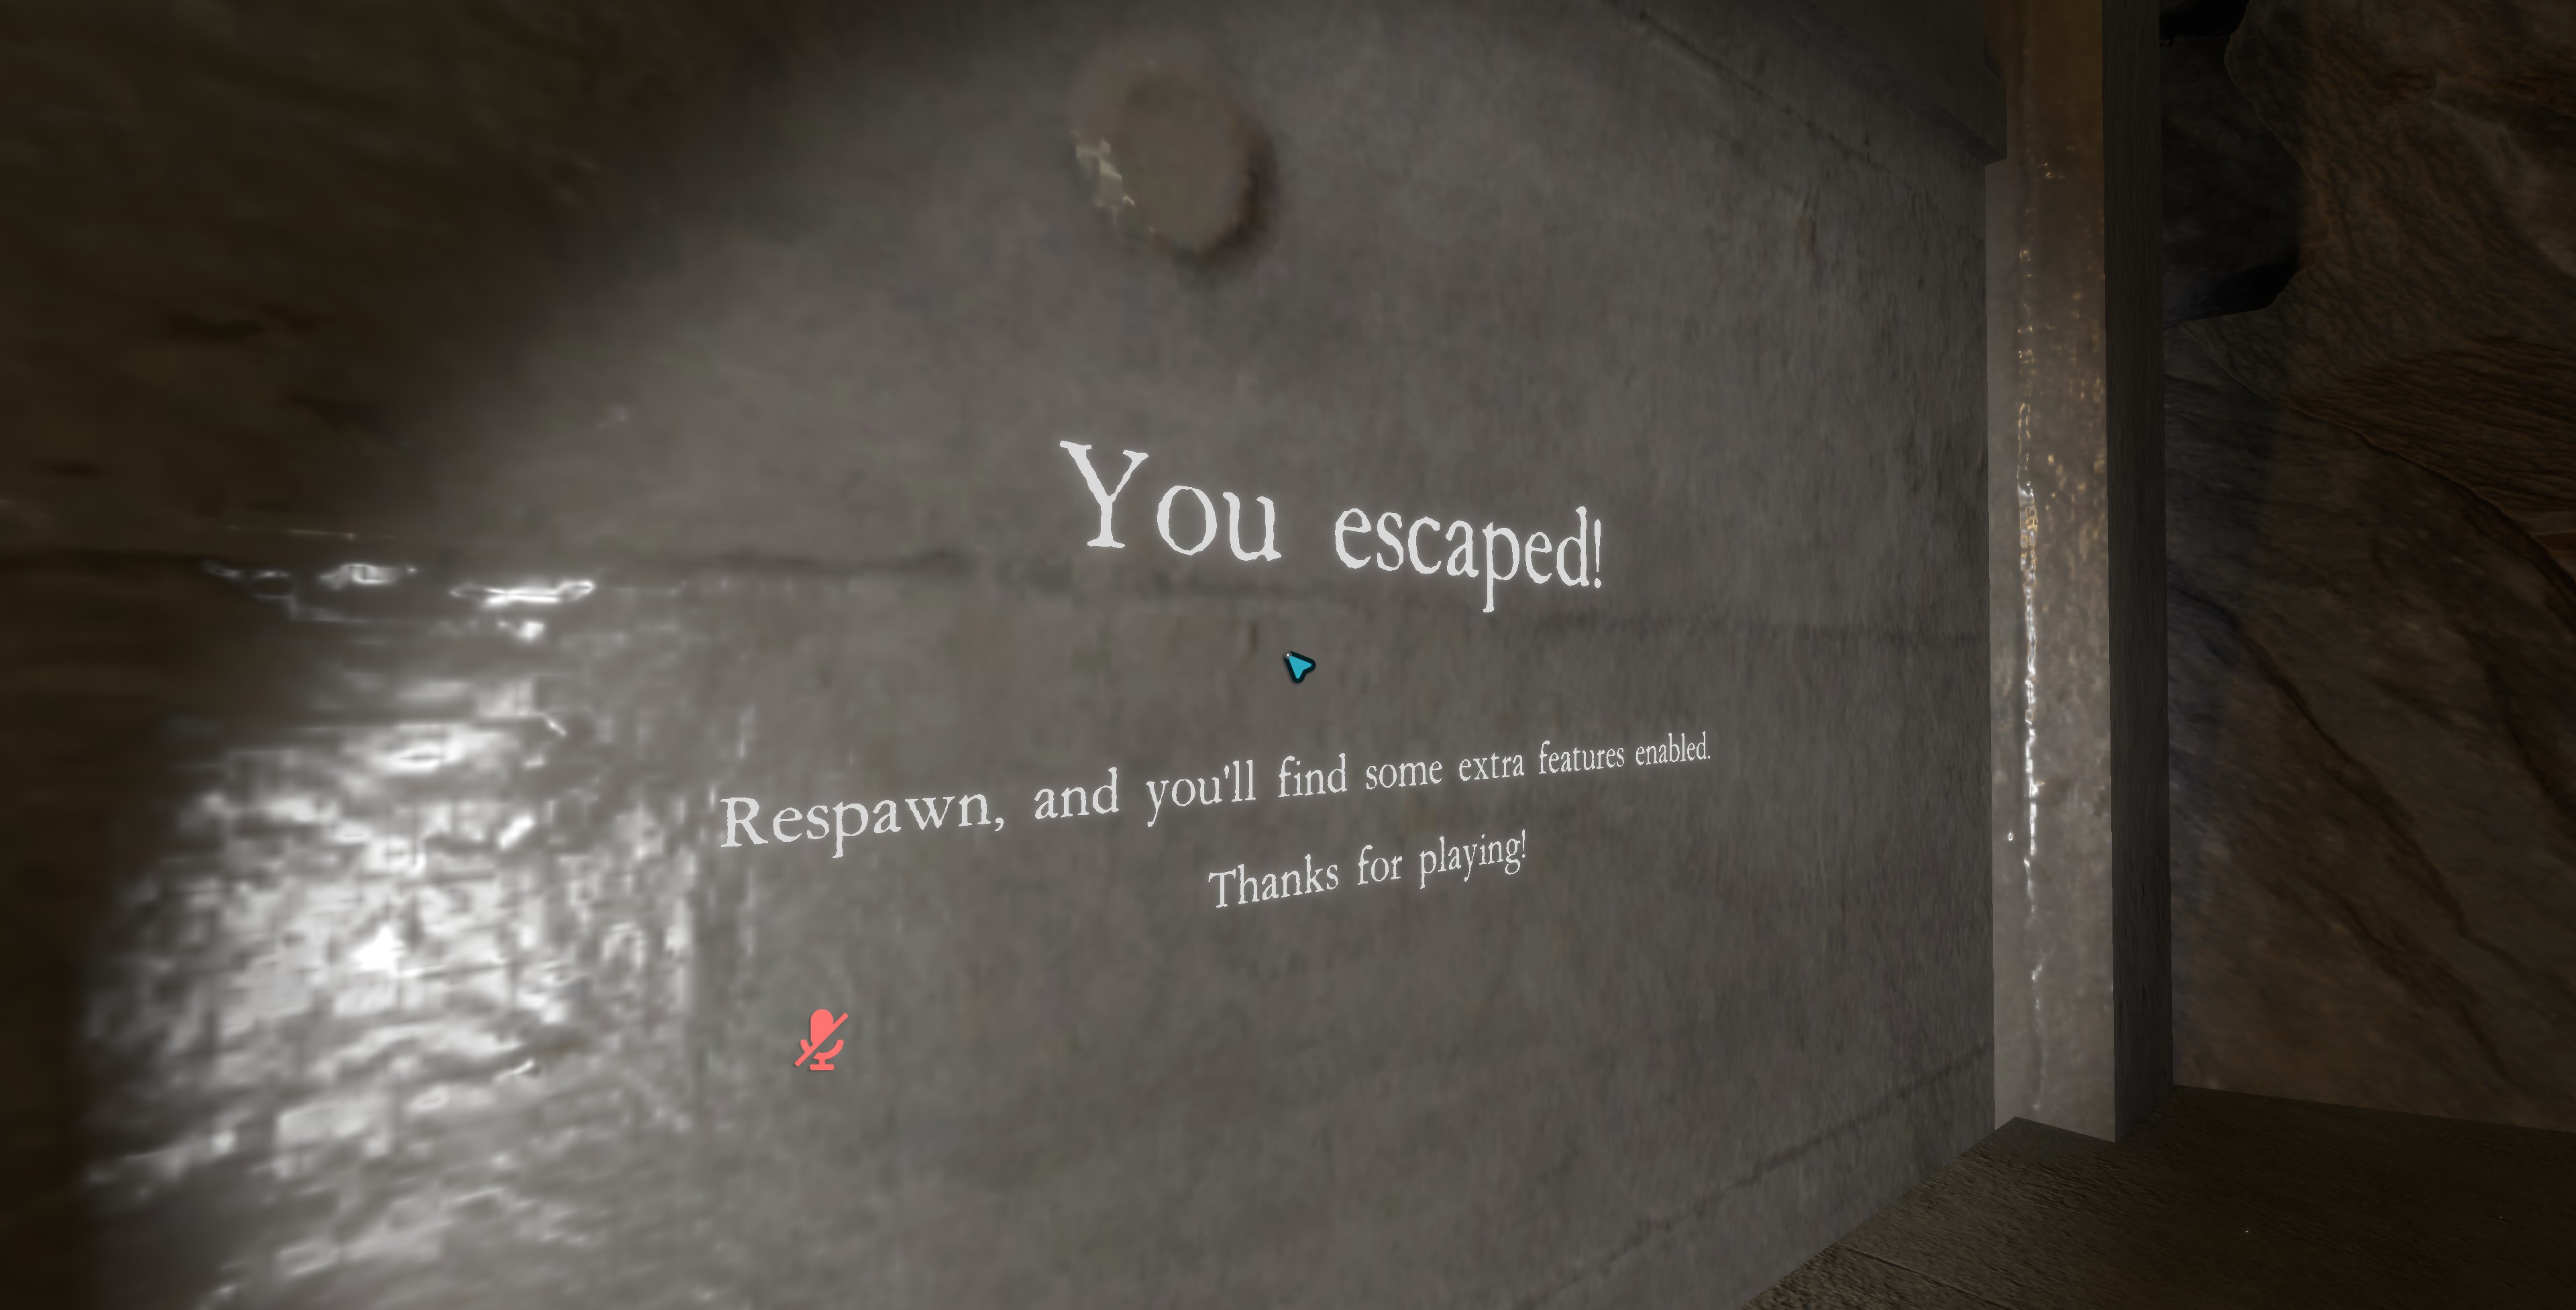 You escaped!
Respawn, and you'll find some extra features enabled.
Thanks for playing!